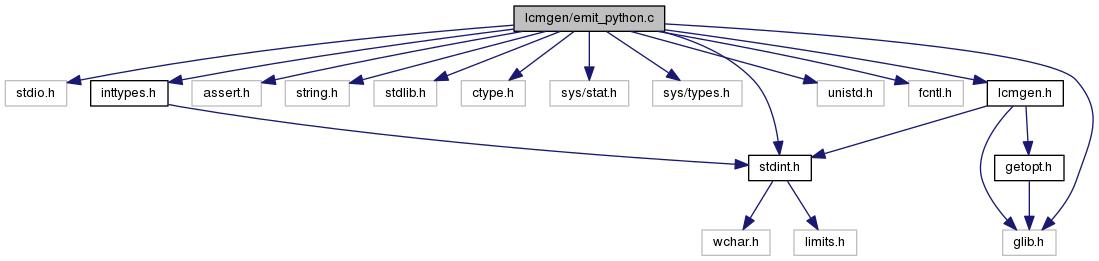 lcmgen/emit_python.c
stdio.h
inttypes.h
assert.h
string.h
stdlib.h
ctype.h
sys/stat.h
sys/types.h
unistd.h
fcntl.h
lcmgen.h
stdint.h
getopt.h
wchar.h
limits.h
glib.h